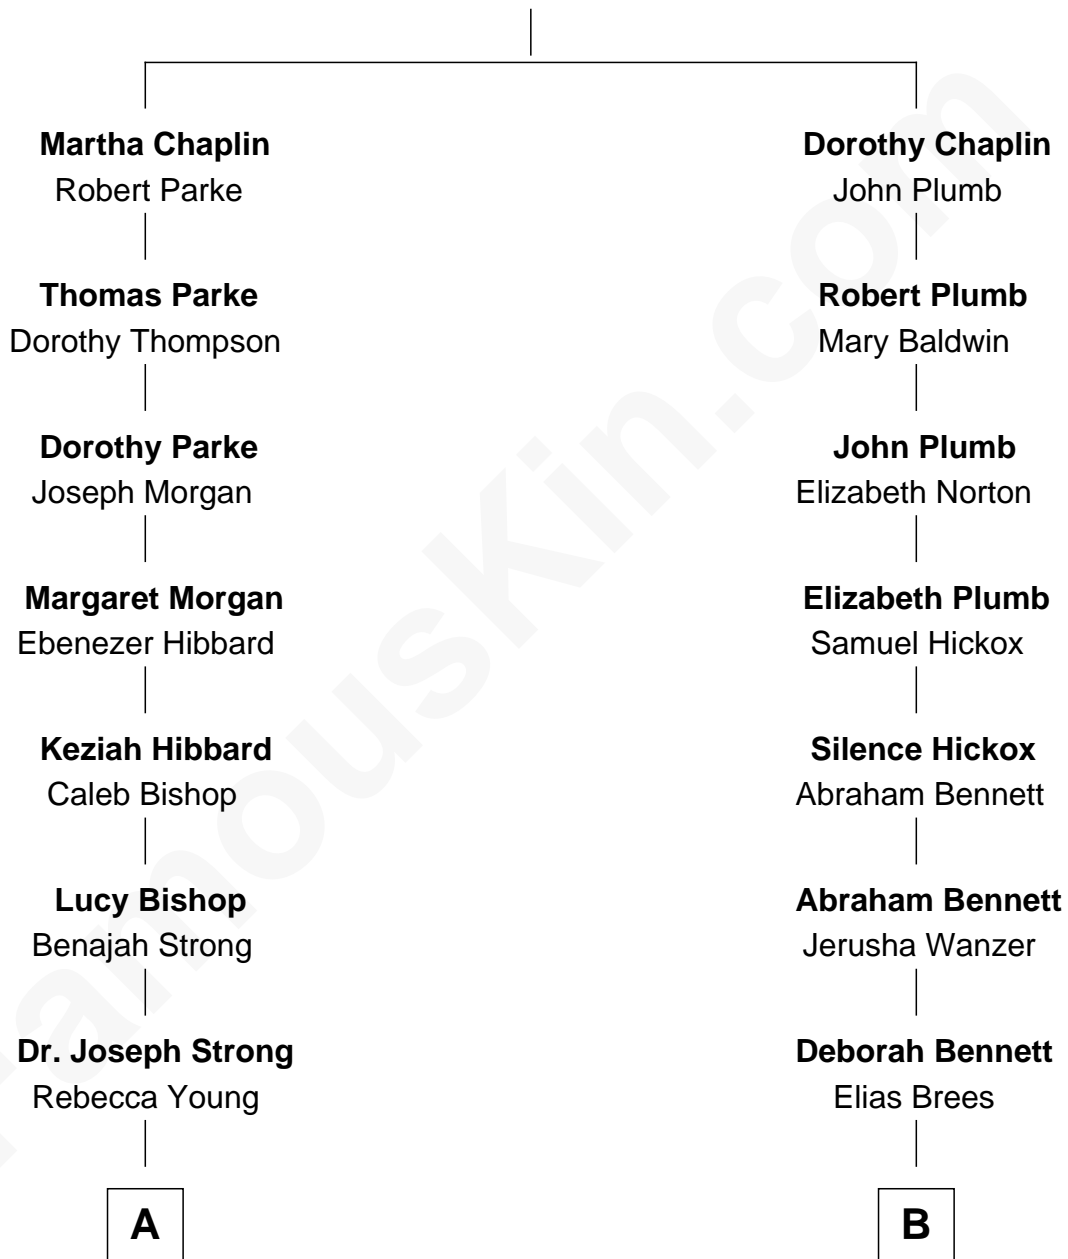 Martha Chaplin
Robert Parke
Thomas Parke
Dorothy Thompson
Dorothy Parke
Joseph Morgan
Margaret Morgan
Ebenezer Hibbard
Keziah Hibbard
Caleb Bishop
Lucy Bishop
Benajah Strong
Dr. Joseph Strong
Rebecca Young
A
Dorothy Chaplin
John Plumb
Robert Plumb
Mary Baldwin
John Plumb
Elizabeth Norton
Elizabeth Plumb
Samuel Hickox
Silence Hickox
Abraham Bennett
Abraham Bennett
Jerusha Wanzer
Deborah Bennett
Elias Brees
B
FamousKin.com